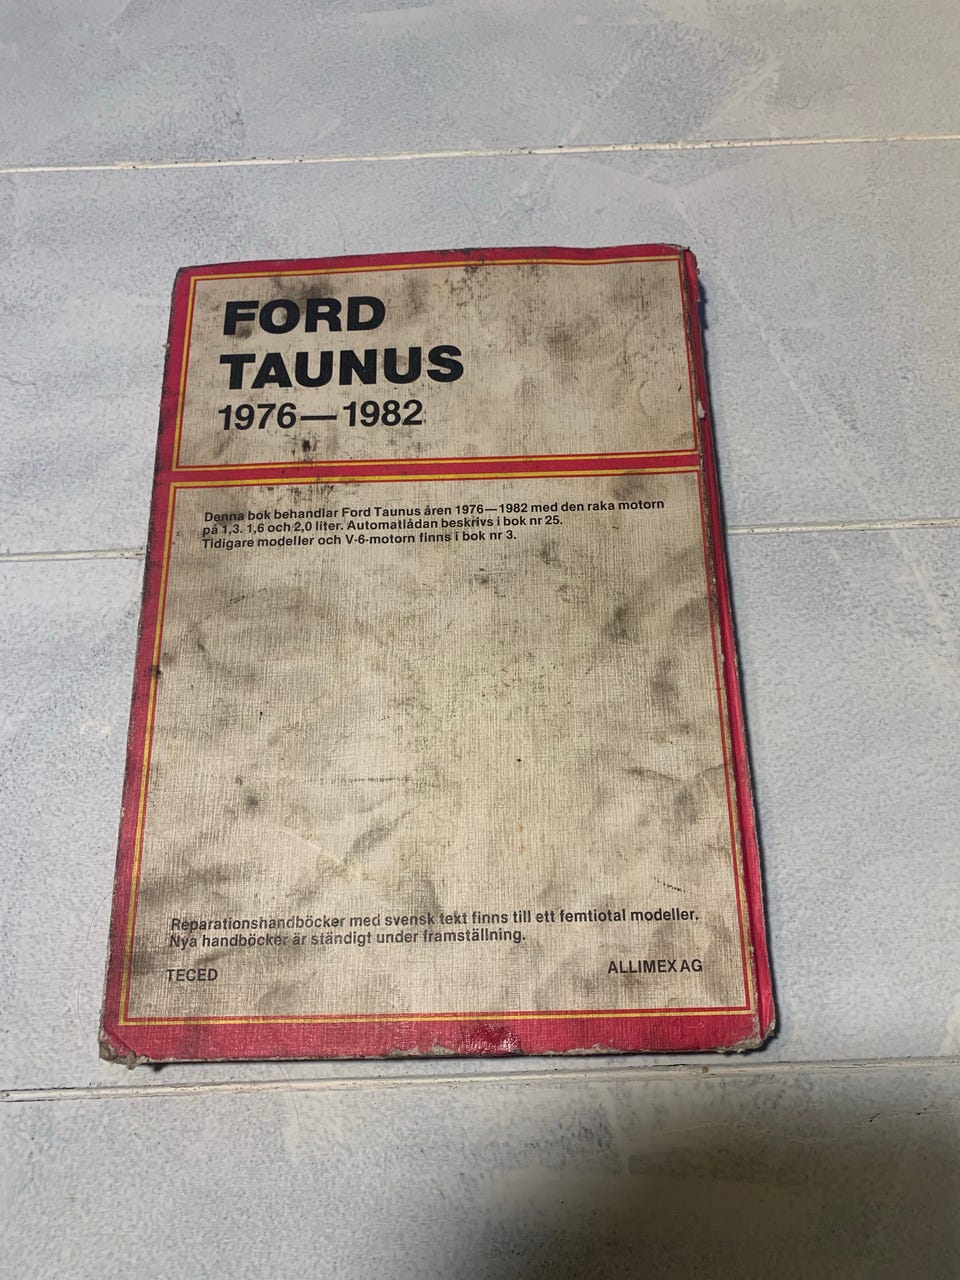 FORD
TAUNUS
1976—1982
Denna bok behandlar Ford Taunus åren 1976—1982 med den raka motorn
på 1,3. 1,6 och 2,0 liter. Automatlådan beskrivs i bok nr 25.
Tidigare modeller och V-6-motorn finns i bok nr 3.
Reparationshandböcker med svensk text finns till ett femtiotal modeller.
Nya handböcker är ständigt under framställning.
TECED
ALLIMEX AG